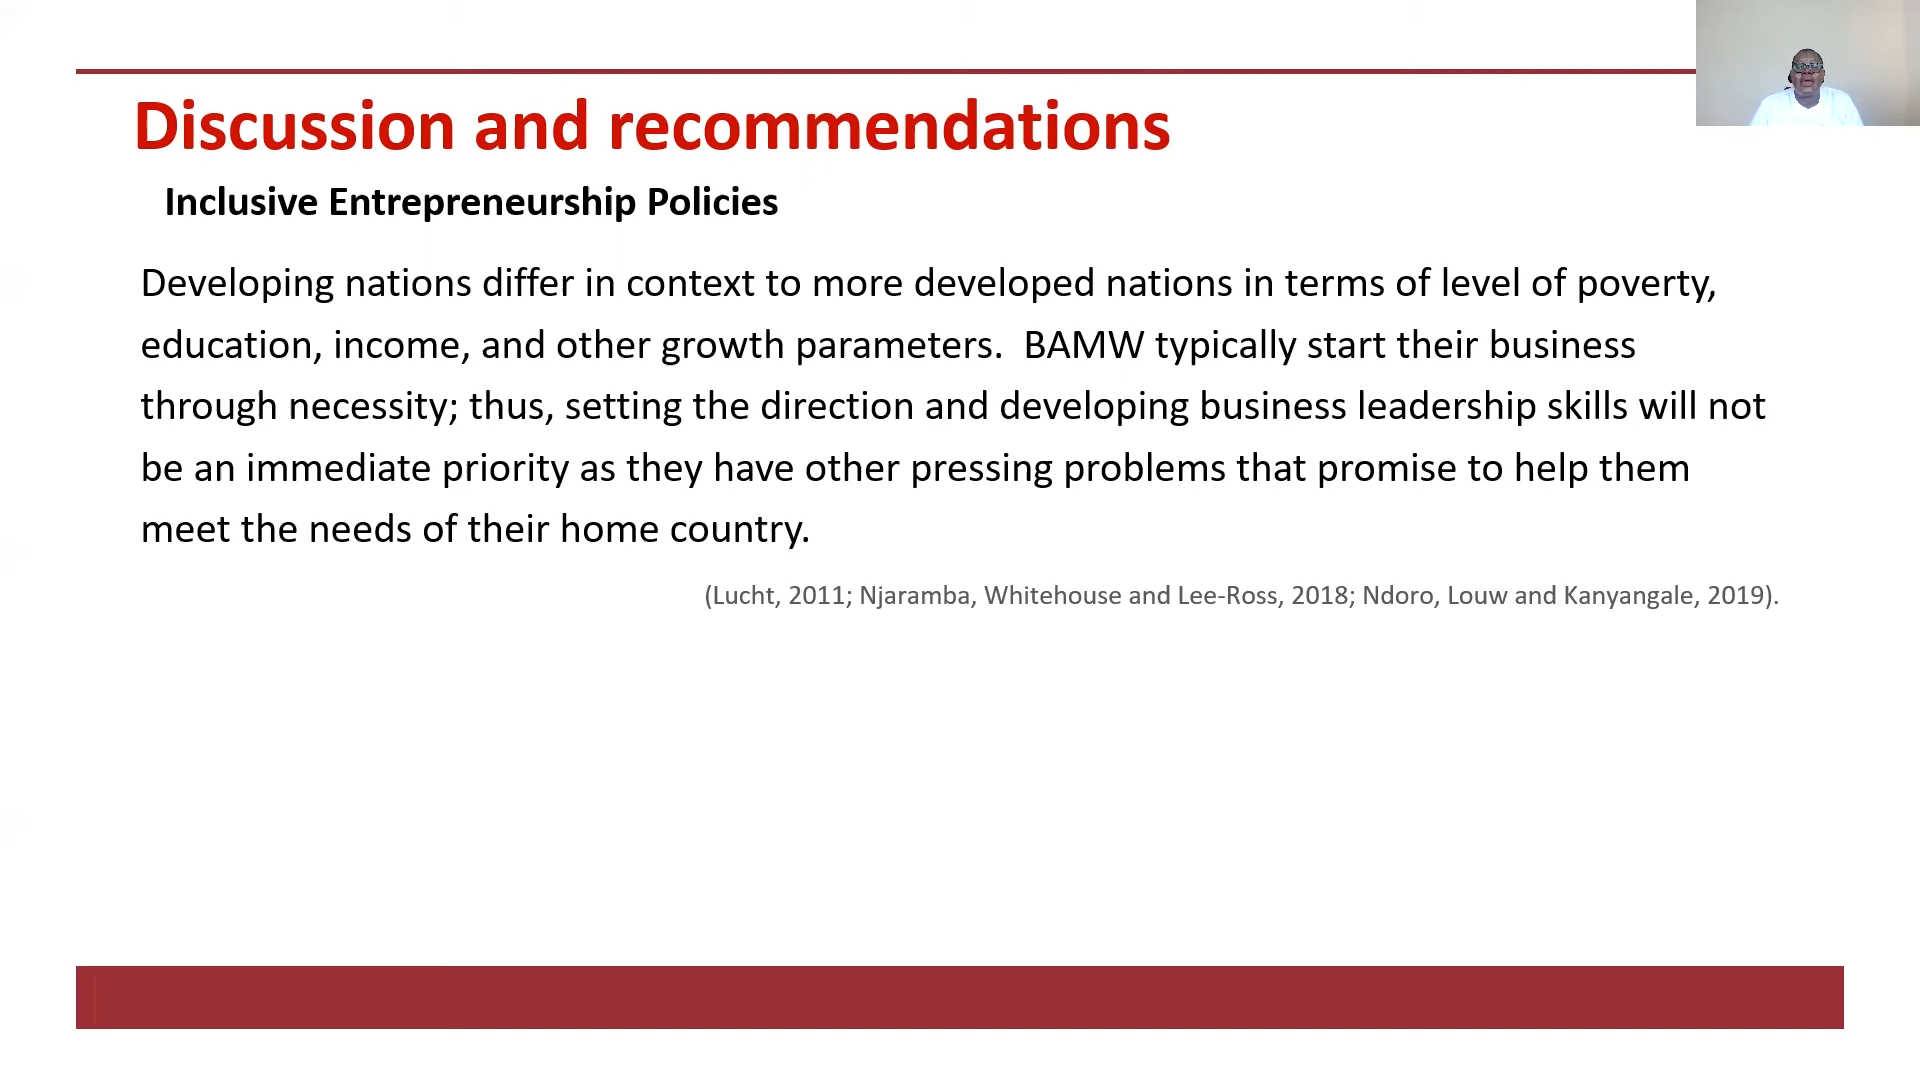 Discussion and recommendations
Inclusive Entrepreneurship Policies
Developing nations differ in context to more developed nations in terms of level of poverty,
education, income, and other growth parameters.  BAMW typically start their business
through necessity; thus, setting the direction and developing business leadership skills will not
be an immediate priority as they have other pressing problems that promise to help them
meet the needs of their home country.
(Lucht, 2011; Njaramba, Whitehouse and Lee-Ross, 2018; Ndoro, Louw and Kanyangale, 2019).